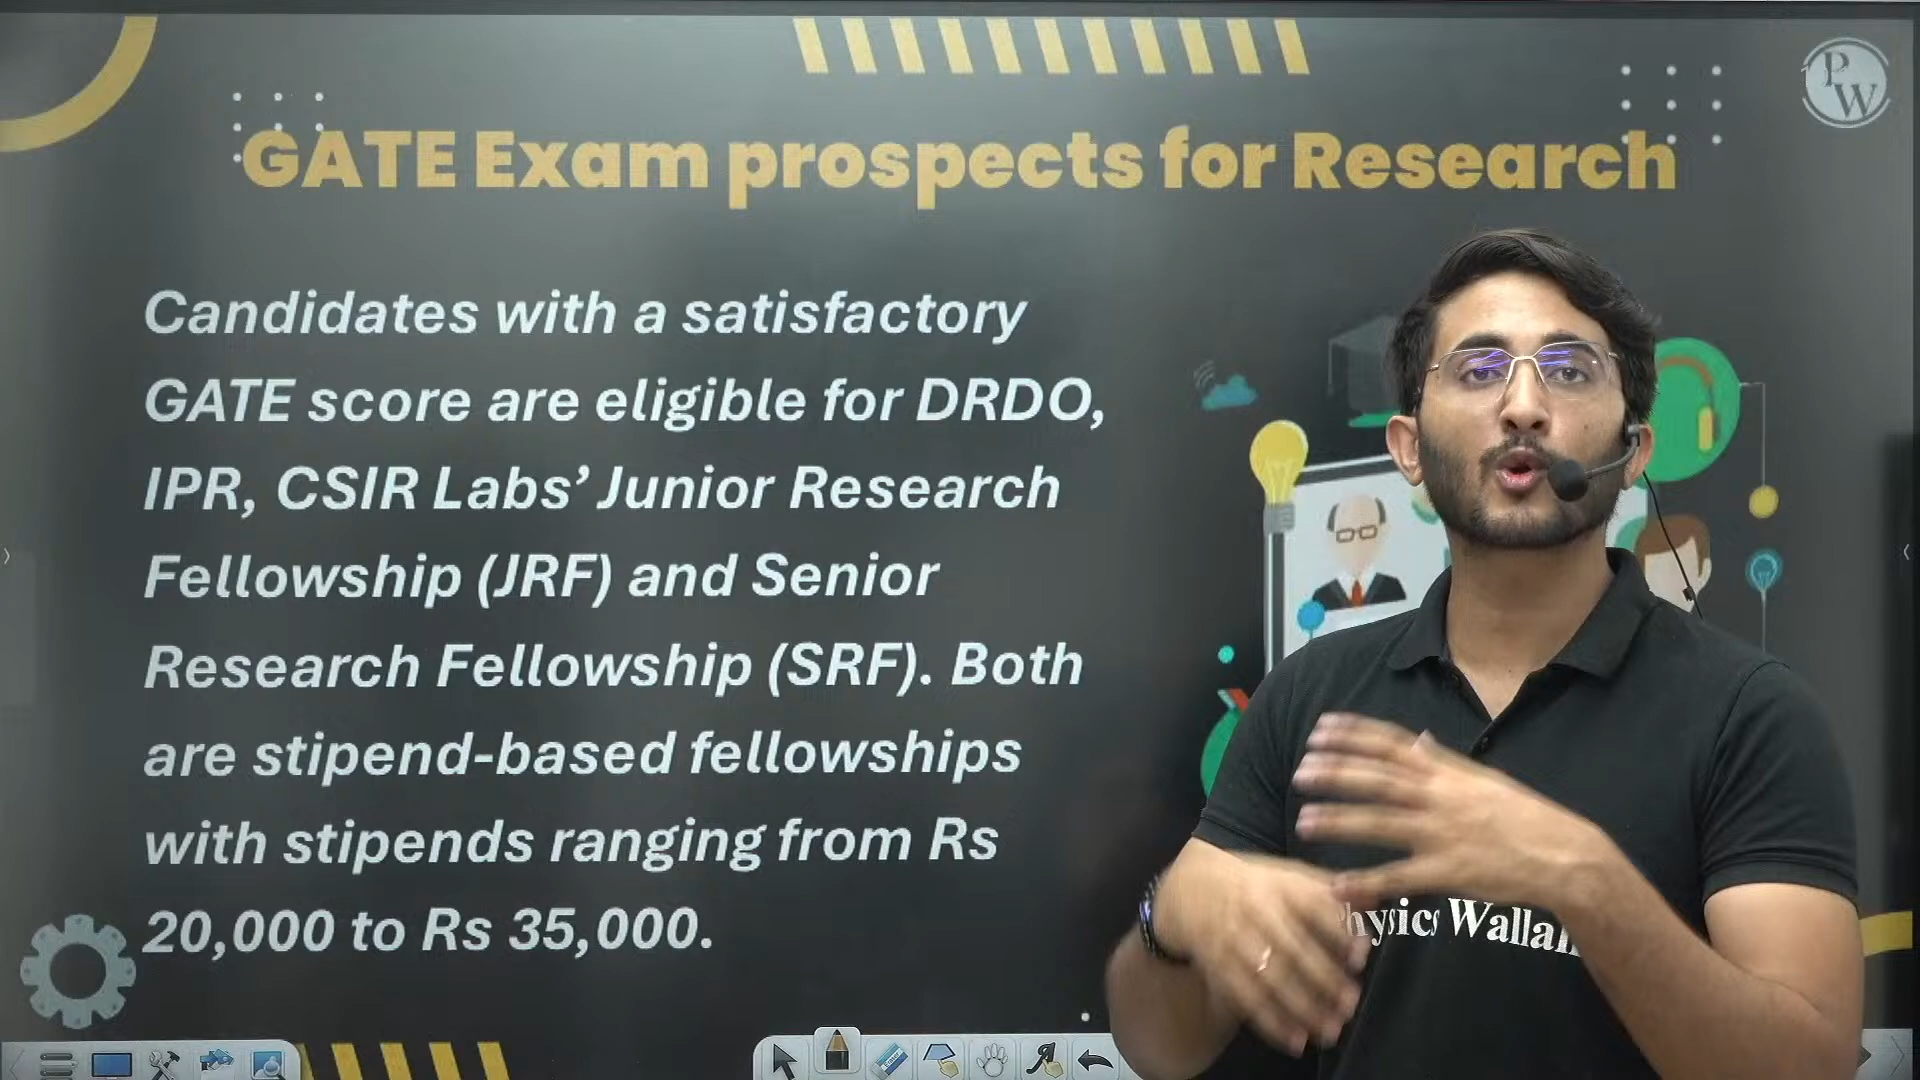 P
W
GATE Exam prospects for Research
Candidates with a satisfactory
GATE score are eligible for DRDO,
IPR, CSIR Labs’ Junior Research
Fellowship (JRF) and Senior
Research Fellowship (SRF). Both
are stipend-based fellowships
with stipends ranging from Rs
20,000 to Rs 35,000.
Physics Wallah